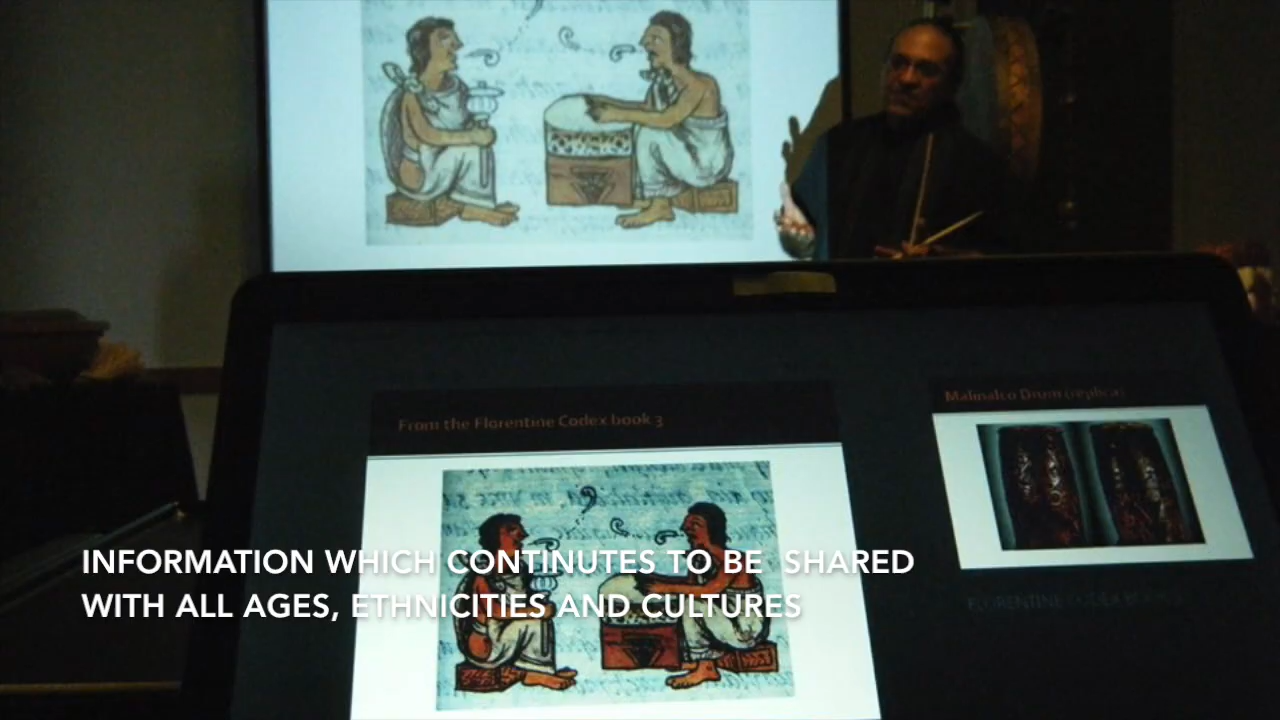 From the Florentine Codex book 3
Malinalco Drum (replica)
INFORMATION WHICH CONTINUTES TO BE SHARED
WITH ALL AGES, ETHNICITIES AND CULTURES